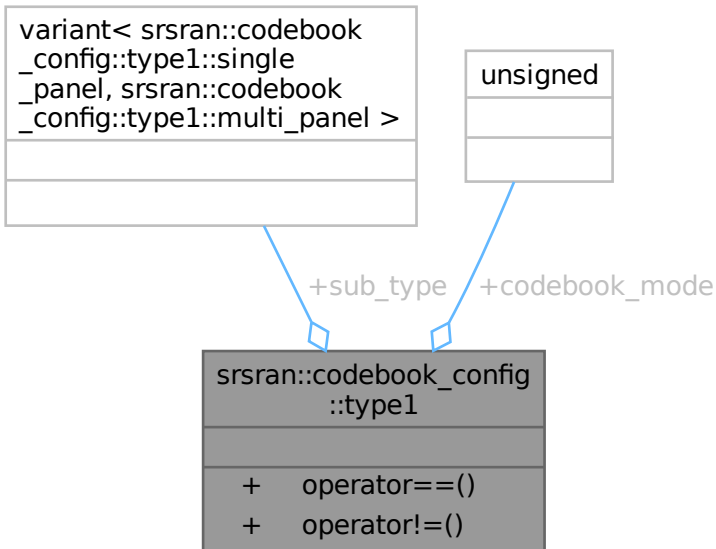 variant< srsran::codebook
_config::type1::single
_panel, srsran::codebook
_config::type1::multi_panel >
unsigned
+sub_type
+codebook_mode
srsran::codebook_config
::type1
+ operator==()
+ operator!=()